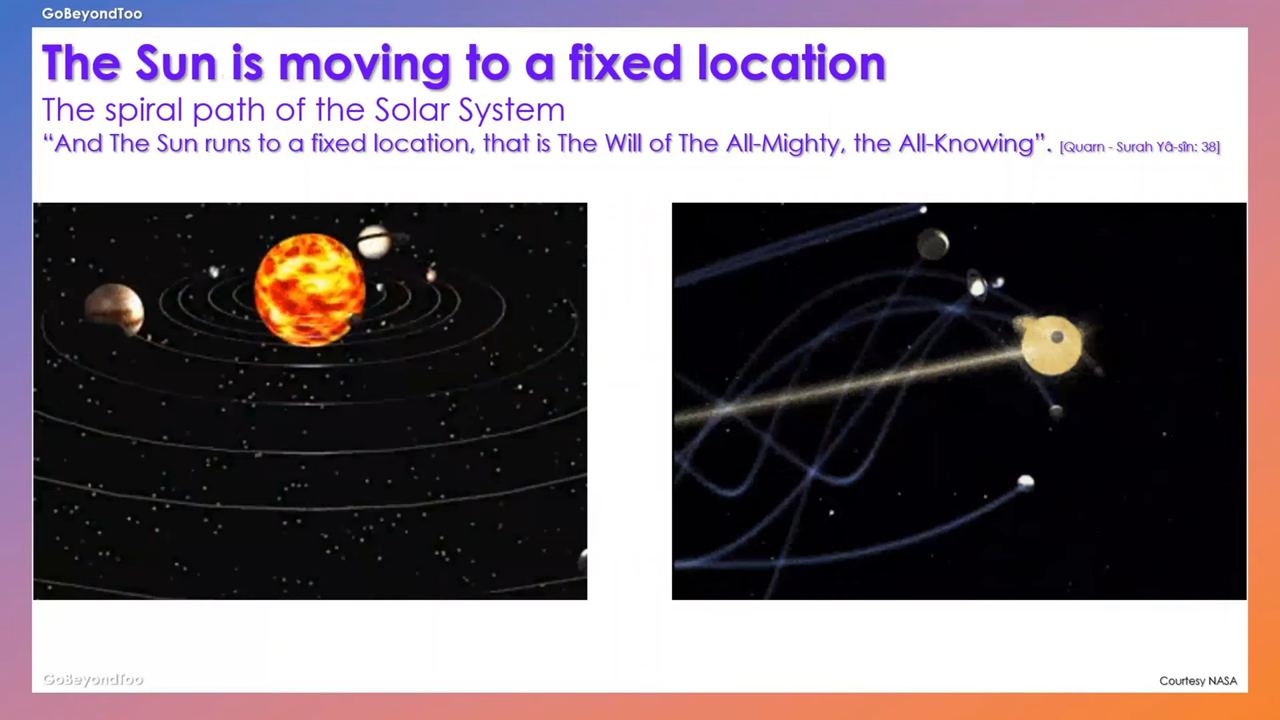 GoBeyondToo
The Sun is moving to a fixed location
The spiral path of the Solar System
“And The Sun runs to a fixed location, that is The Will of The All-Mighty, the All-Knowing”. [Quarn - Surah Yâ-sîn: 38]
GoBeyondToo
Courtesy NASA